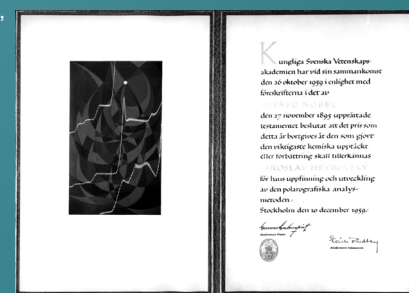 Kungliga Svenska Vetenskaps-
akademien har vid sin sammankomst
den 26 oktober 1959 i enlighet med
föreskrifterna i det av
ALFRED NOBEL
den 27 november 1895 upprättade
testamentet beslutat att det pris som
detta år bortgives åt den som gjort
den viktigaste kemiska upptäckt
eller förbättring skall tillerkännas
JAROSLAV HEYROVSKÝ
för hans uppfinning och utveckling
av den polarografiska analys-
metoden.
Stockholm den 10 december 1959.